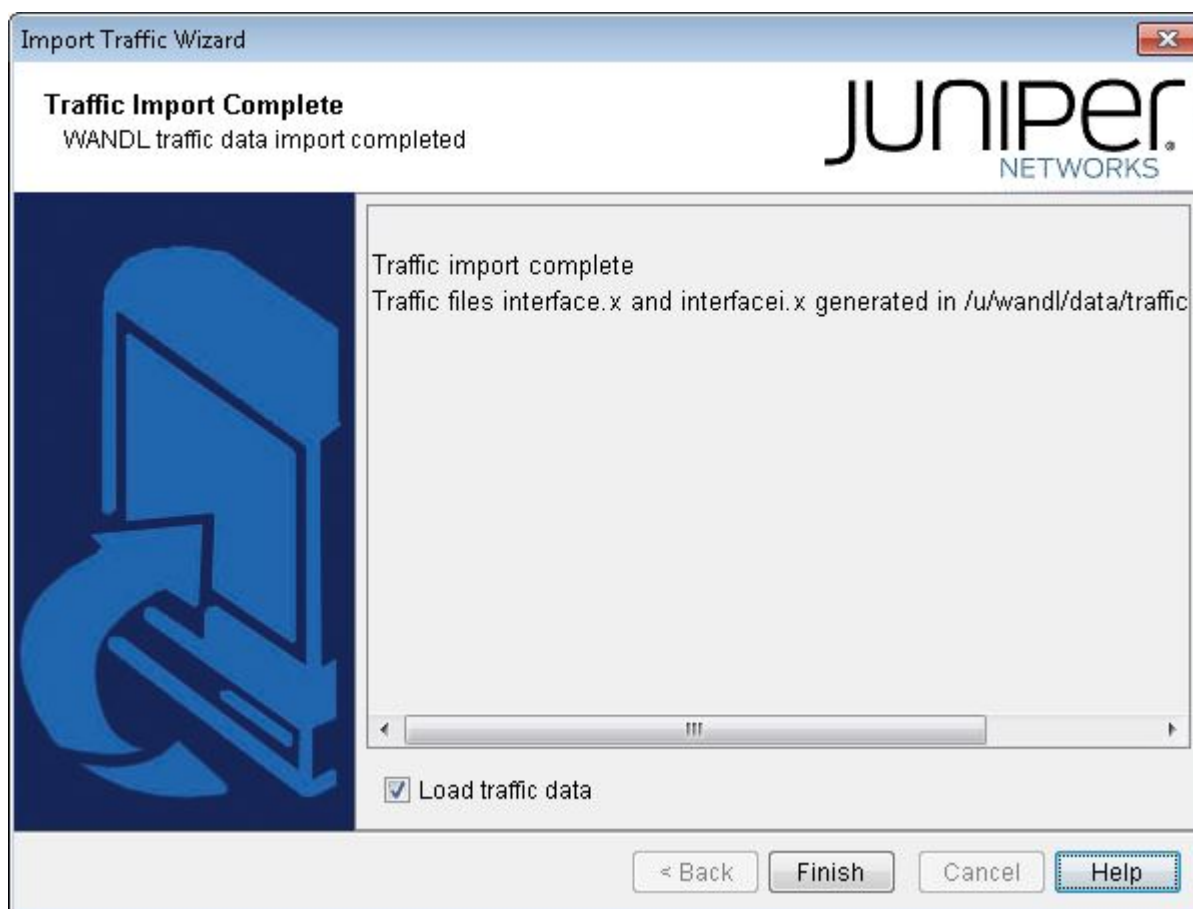 Import Traffic Wizard
Traffic Import Complete
WANDL traffic data import completed
JUNIPER
NETWORKS
Traffic import complete
Traffic files interface.x and interfacei.x generated in /u/wandl/data/traffic
Load traffic data
< Back Finish Cancel Help